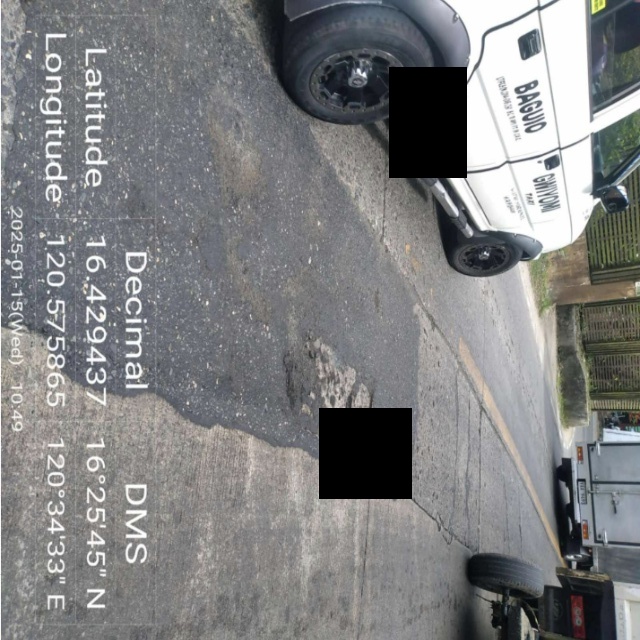 Decimal DMS
Latitude 16.429437 16°25'45" N
Longitude 120.575865 120°34'33" E
2025-01-15(Wed) 10:49
BAGUIO
GWYON